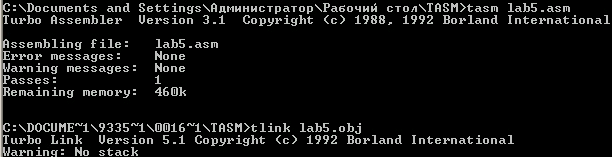 C:\Documents and Settings\Администратор\Рабочий стол\TASM>tasm lab5.asm
Turbo Assembler  Version 3.1  Copyright (c) 1988, 1992 Borland International

Assembling file:   lab5.asm
Error messages:    None
Warning messages:  None
Passes:            1
Remaining memory:  460k


C:\DOCUME~1\9335~1\0016~1\TASM>tlink lab5.obj
Turbo Link  Version 5.1 Copyright (c) 1992 Borland International
Warning: No stack